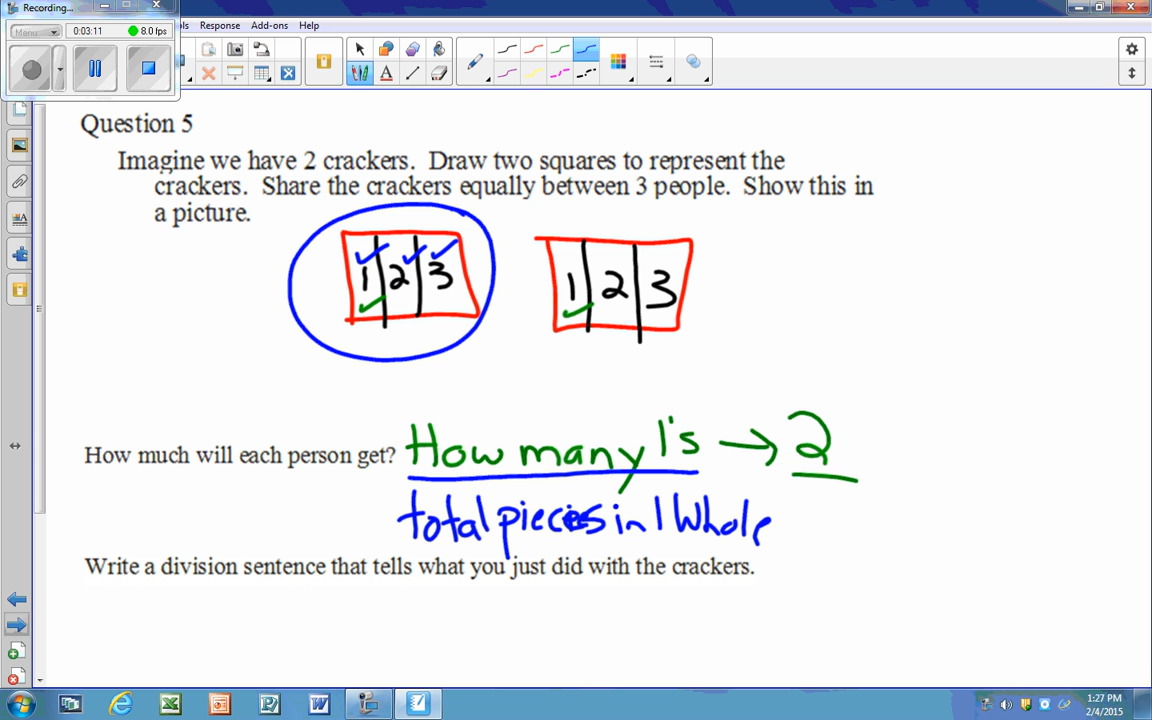 Recording...
Menu 0:03:11 8.0 fps
Response Add-ons Help
Question 5
Imagine we have 2 crackers. Draw two squares to represent the
crackers. Share the crackers equally between 3 people. Show this in
a picture.
1 2 3 1 2 3
How much will each person get? How many 1's → 2
total pieces in 1 Whole
Write a division sentence that tells what you just did with the crackers.
1:27 PM
2/4/2015